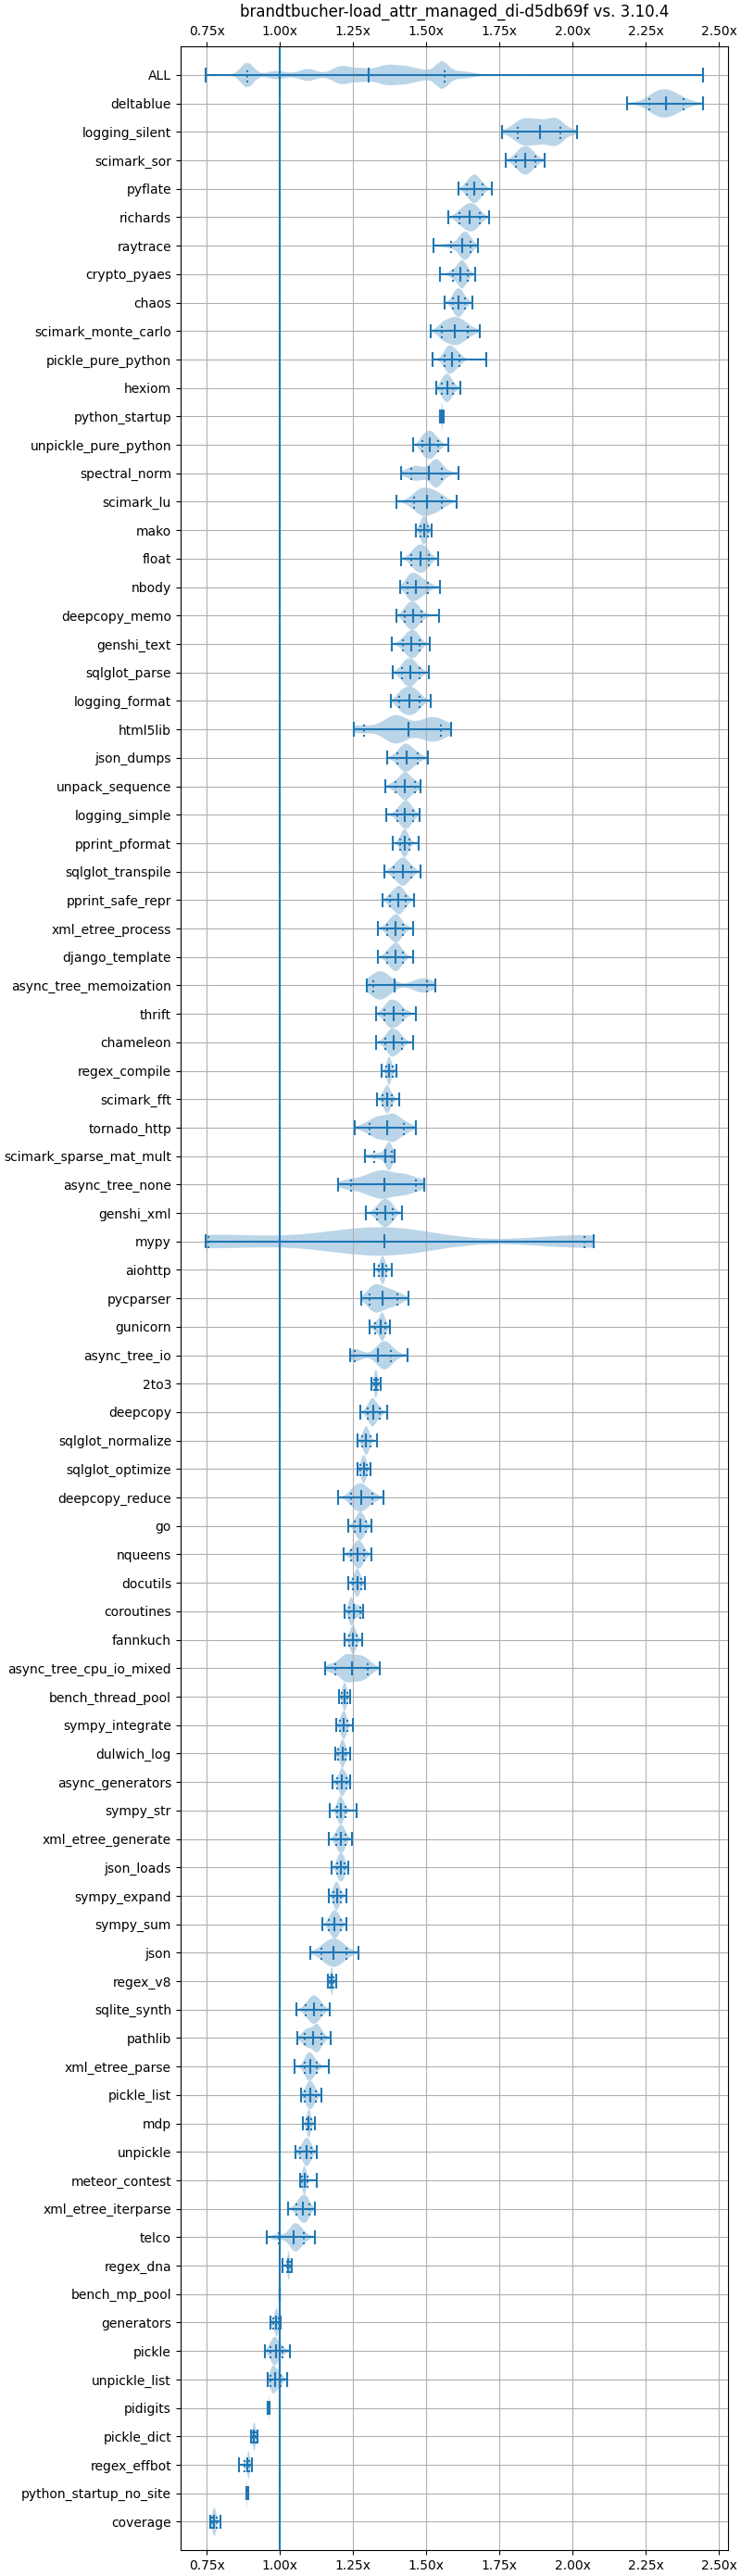 brandtbucher-load_attr_managed_di-d5db69f vs. 3.10.4
0.75x 1.00x 1.25x 1.50x 1.75x 2.00x 2.25x 2.50x
ALL
deltablue
logging_silent
scimark_sor
pyflate
richards
raytrace
crypto_pyaes
chaos
scimark_monte_carlo
pickle_pure_python
hexiom
python_startup
unpickle_pure_python
spectral_norm
scimark_lu
mako
float
nbody
deepcopy_memo
genshi_text
sqlglot_parse
logging_format
html5lib
json_dumps
unpack_sequence
logging_simple
pprint_pformat
sqlglot_transpile
pprint_safe_repr
xml_etree_process
django_template
async_tree_memoization
thrift
chameleon
regex_compile
scimark_fft
tornado_http
scimark_sparse_mat_mult
async_tree_none
genshi_xml
mypy
aiohttp
pycparser
gunicorn
async_tree_io
2to3
deepcopy
sqlglot_normalize
sqlglot_optimize
deepcopy_reduce
go
nqueens
docutils
coroutines
fannkuch
async_tree_cpu_io_mixed
bench_thread_pool
sympy_integrate
dulwich_log
async_generators
sympy_str
xml_etree_generate
json_loads
sympy_expand
sympy_sum
json
regex_v8
sqlite_synth
pathlib
xml_etree_parse
pickle_list
mdp
unpickle
meteor_contest
xml_etree_iterparse
telco
regex_dna
bench_mp_pool
generators
pickle
unpickle_list
pidigits
pickle_dict
regex_effbot
python_startup_no_site
coverage
0.75x 1.00x 1.25x 1.50x 1.75x 2.00x 2.25x 2.50x